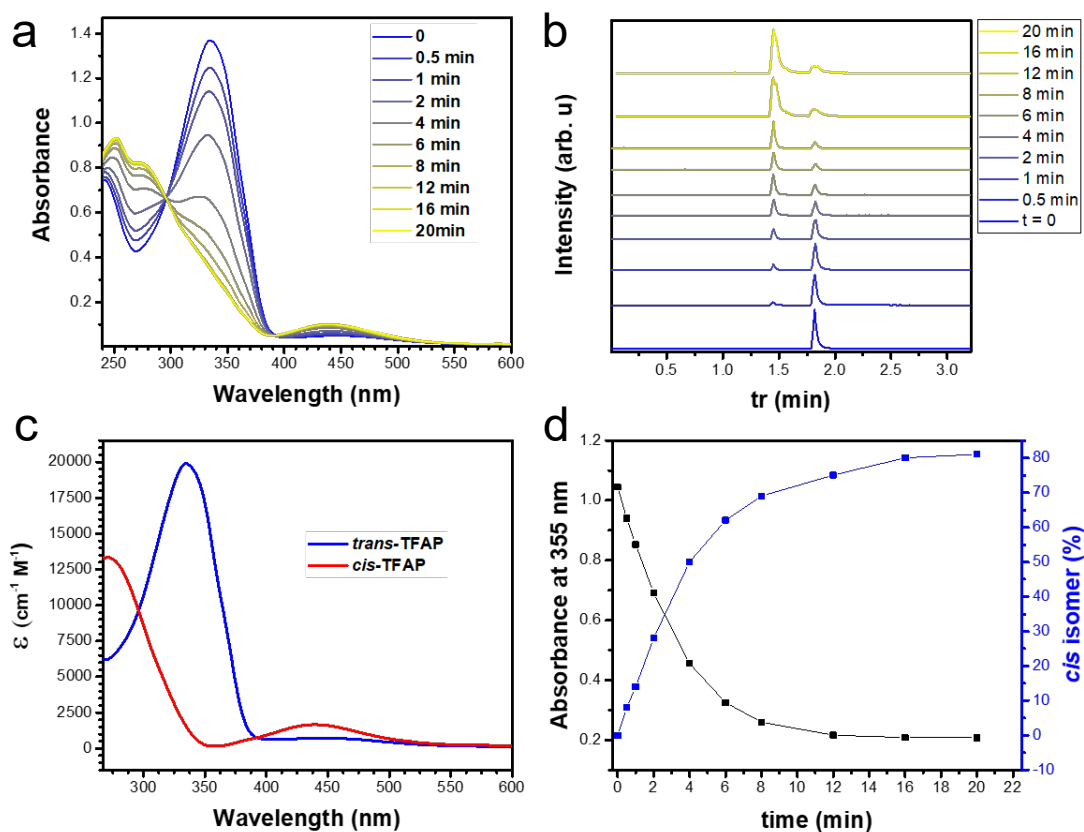 a
1.4
1.2
1.0
0.8
0.6
0.4
0.2
250 300 350 400 450 500 550 600
Absorbance
Wavelength (nm)
0
0.5 min
1 min
2 min
4 min
6 min
8 min
12 min
16 min
20min
b
Intensity (arb. u)
0.5 1.0 1.5 2.0 2.5 3.0
tr (min)
20 min
16 min
12 min
8 min
6 min
4 min
2 min
1 min
0.5 min
t = 0
c
20000
17500
15000
12500
10000
7500
5000
2500
0
300 350 400 450 500 550 600
ε (cm-1 M-1)
Wavelength (nm)
trans-TFAP
cis-TFAP
d
1.2
1.0
0.8
0.6
0.4
0.2
Absorbance at 355 nm
0 2 4 6 8 10 12 14 16 18 20 22
time (min)
80
70
60
50
40
30
20
10
0
-10
cis isomer (%)